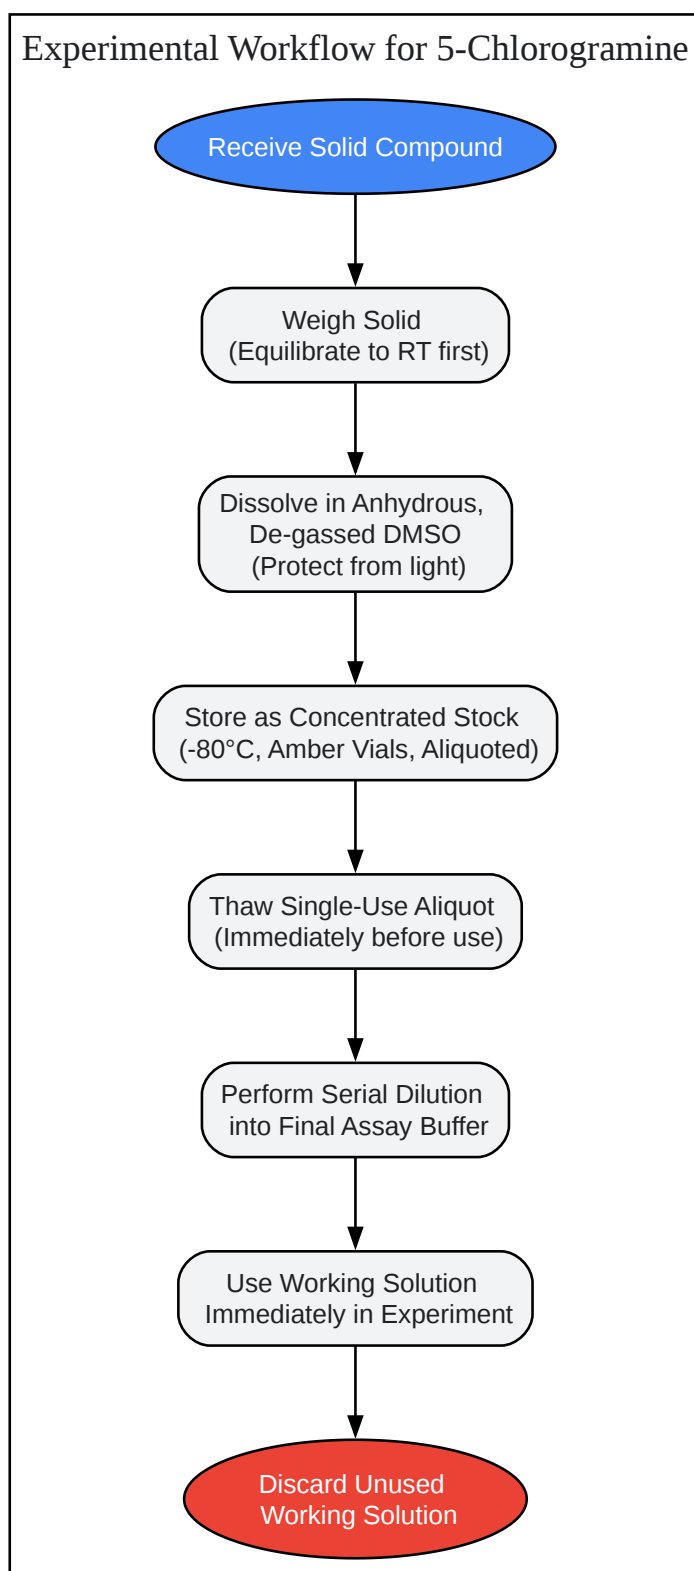 Experimental Workflow for 5-Chlorogramine
Receive Solid Compound
Weigh Solid
(Equilibrate to RT first)
Dissolve in Anhydrous,
De-gassed DMSO
(Protect from light)
Store as Concentrated Stock
(-80°C, Amber Vials, Aliquoted)
Thaw Single-Use Aliquot
(Immediately before use)
Perform Serial Dilution
into Final Assay Buffer
Use Working Solution
Immediately in Experiment
Discard Unused
Working Solution